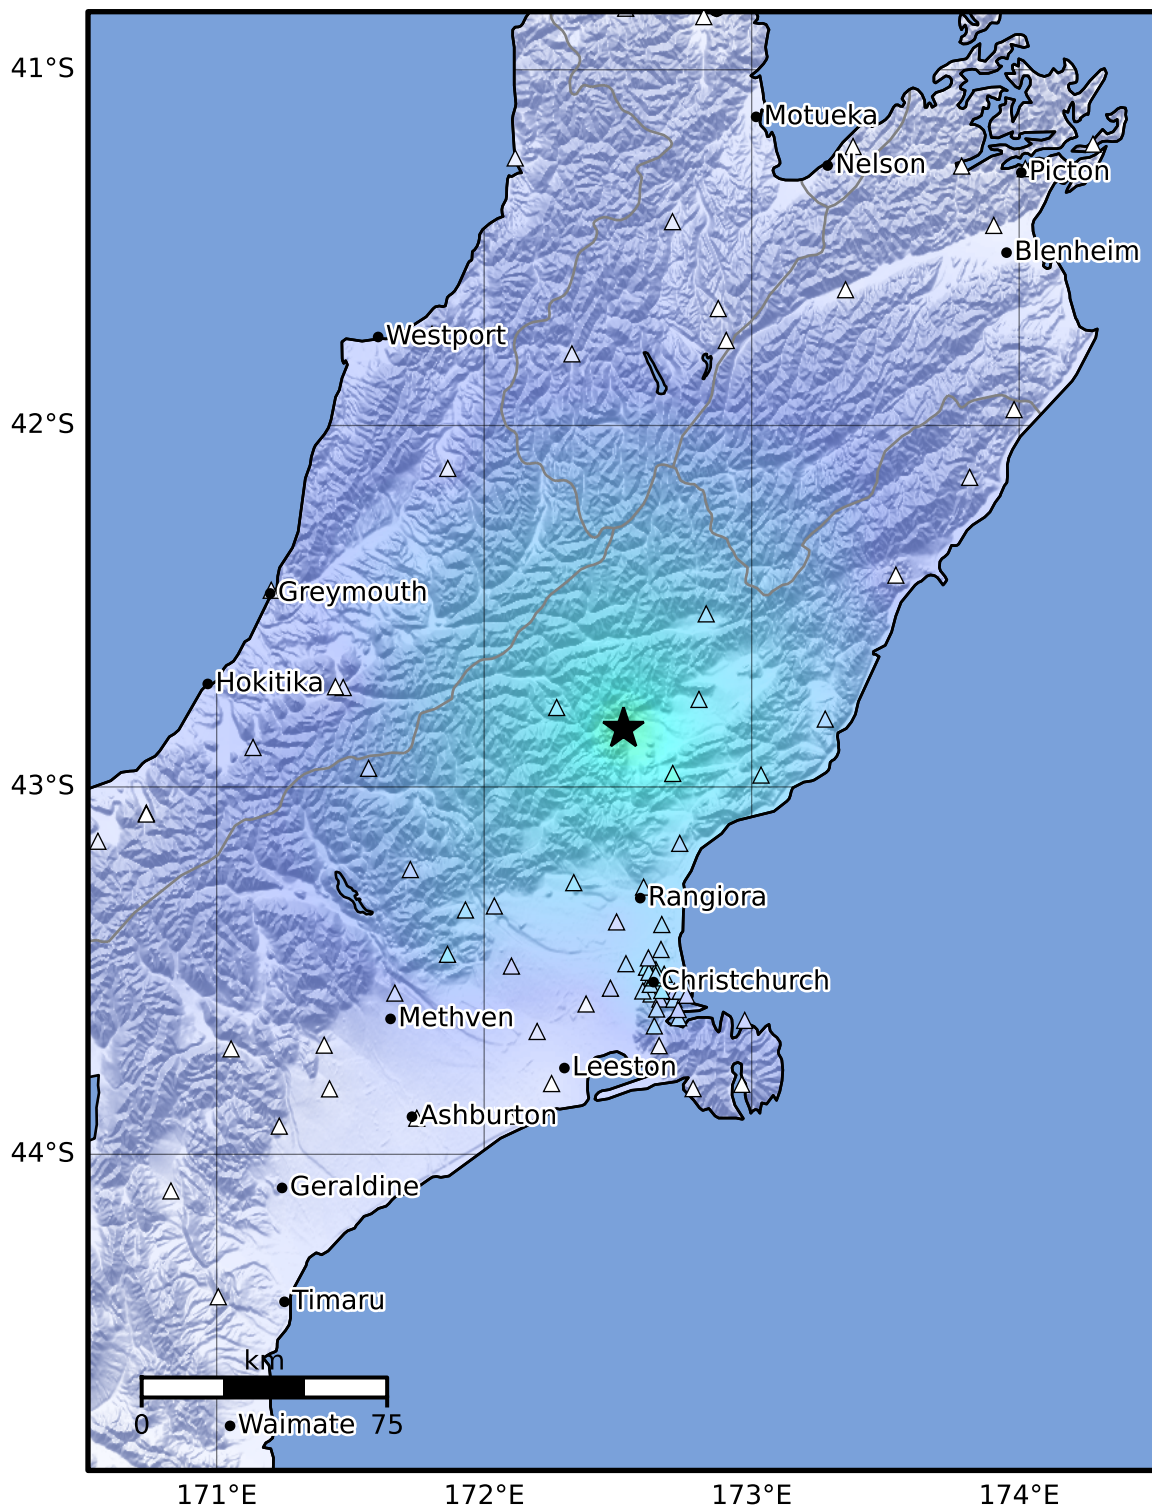 41°S
Motueka
Nelson
Picton
Blenheim
Westport
42°S
Greymouth
Hokitika
43°S
Rangiora
Christchurch
Methven
Leeston
Ashburton
44°S
Geraldine
Timaru
km
0
75
Waimate
171°E
172°E
173°E
174°E